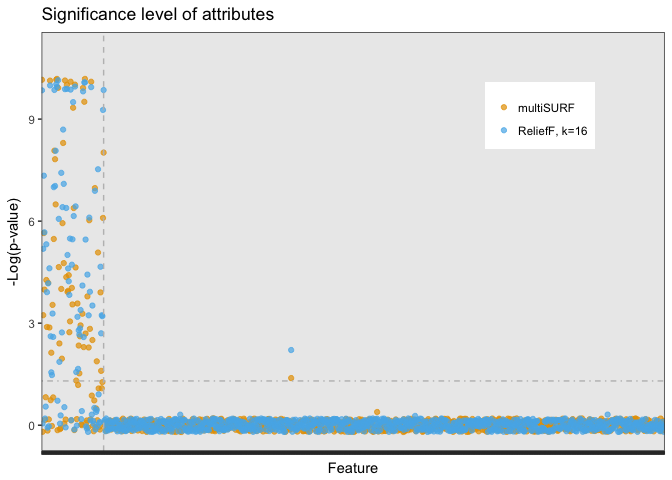 Significance level of attributes
multiSURF
ReliefF, k=16
9
6
3
0
-Log(p-value)
Feature